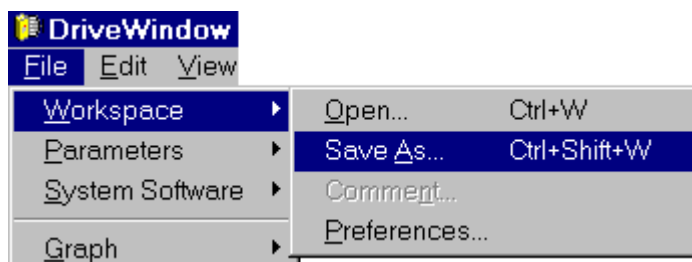 DriveWindow
File Edit View
Workspace
Parameters
System Software
Graph
Open... Ctrl+W
Save As... Ctrl+Shift+W
Comment...
Preferences...